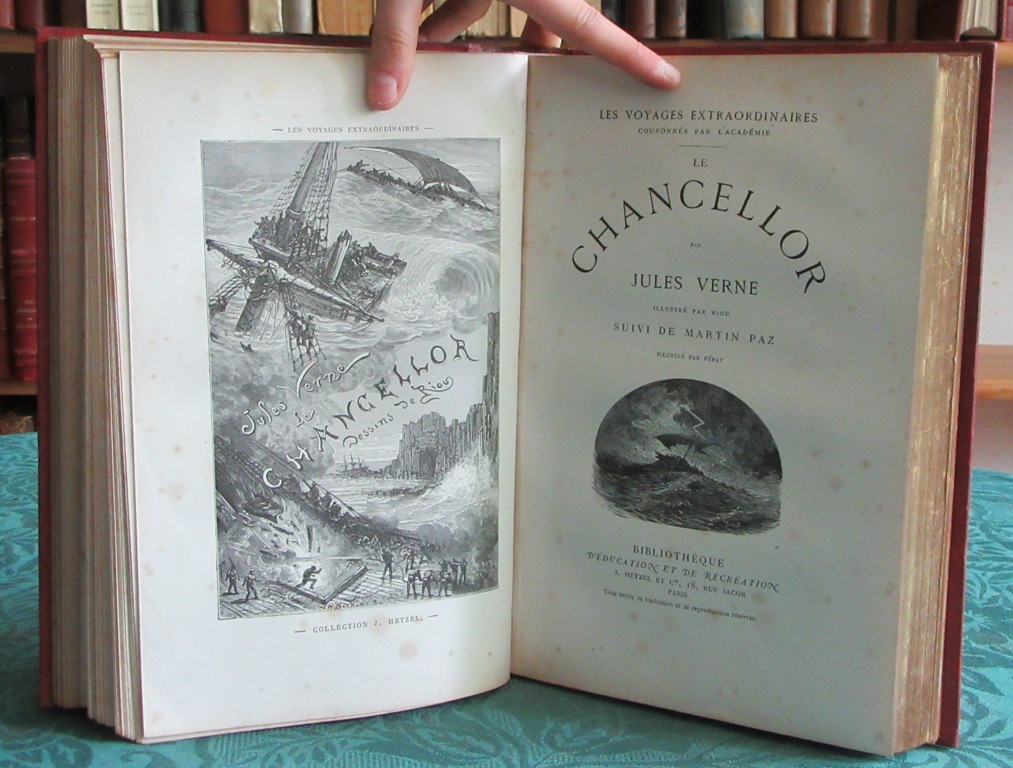 — LES VOYAGES EXTRAORDINAIRES —
Jules Verne
Le
CHANCELLOR
Dessins de Riou
— COLLECTION J. HETZEL. —
LES VOYAGES EXTRAORDINAIRES
COURONNÉS PAR L'ACADÉMIE
LE
CHANCELLOR
PAR
JULES VERNE
ILLUSTRÉ PAR RIOU
SUIVI DE MARTIN PAZ
ILLUSTRÉ PAR FÉRAT
BIBLIOTHÈQUE
D'ÉDUCATION ET DE RÉCRÉATION
J. HETZEL ET Cie, 18, RUE JACOB
PARIS
Tous droits de traduction et de reproduction réservés.